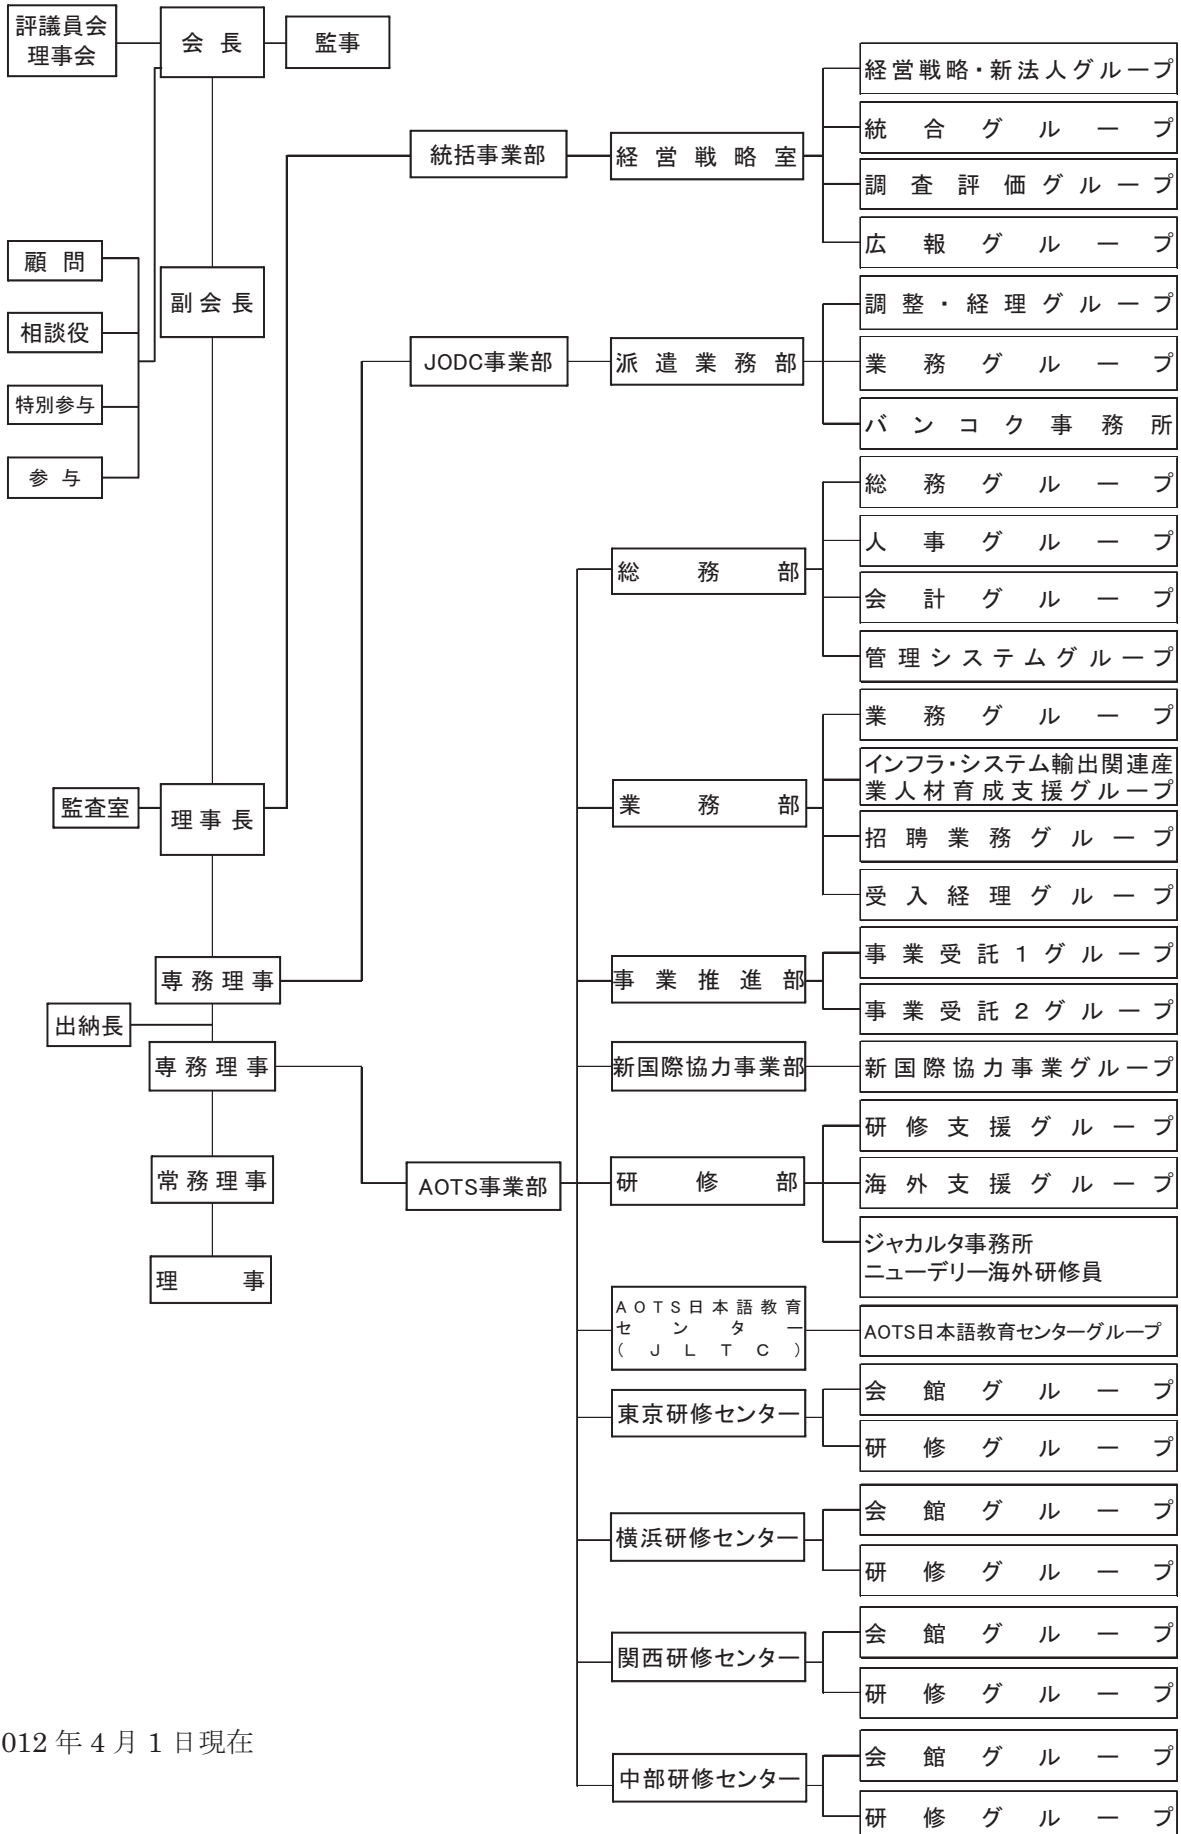 評議員会
理事会
会長
監事
顧問
相談役
特別参与
参与
副会長
監査室
理事長
専務理事
出納長
専務理事
常務理事
理事
統括事業部
経営戦略室
経営戦略・新法人グループ
統合グループ
調査評価グループ
広報グループ
JODC事業部
派遣業務部
調整・経理グループ
業務グループ
バンコク事務所
AOTS事業部
総務部
総務グループ
人事グループ
会計グループ
管理システムグループ
業務部
業務グループ
インフラ・システム輸出関連産
業人材育成支援グループ
招聘業務グループ
受入経理グループ
事業推進部
事業受託1グループ
事業受託2グループ
新国際協力事業部
新国際協力事業グループ
研修部
研修支援グループ
海外支援グループ
ジャカルタ事務所
ニューデリー海外研修員
AOTS日本語教育
センター
(JLTC)
AOTS日本語教育センターグループ
東京研修センター
会館グループ
研修グループ
横浜研修センター
会館グループ
研修グループ
関西研修センター
会館グループ
研修グループ
中部研修センター
会館グループ
研修グループ
012年4月1日現在